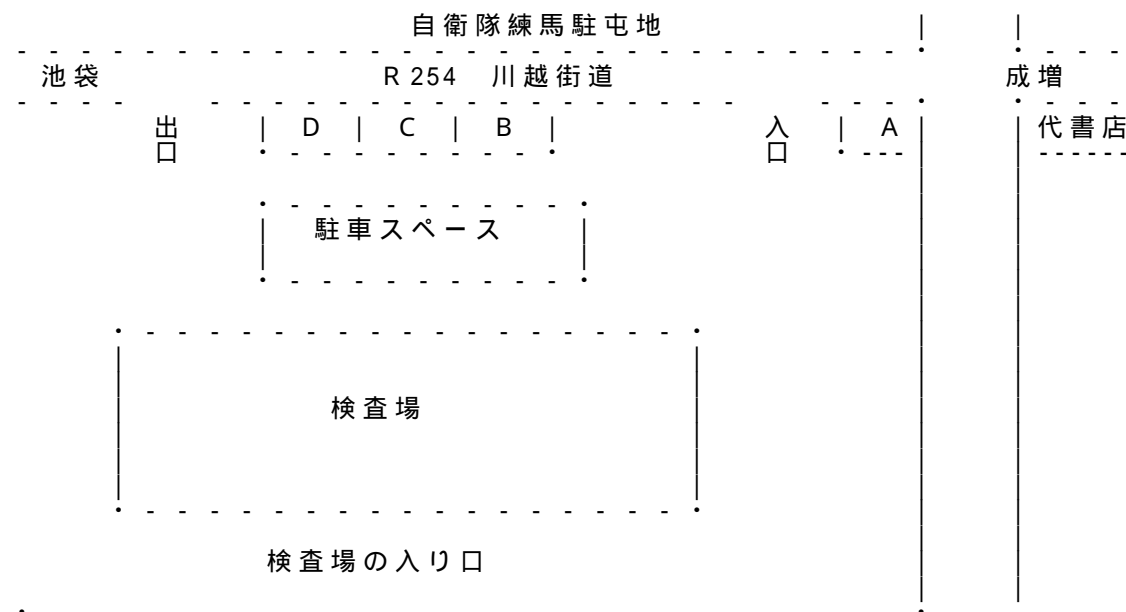 自衛隊練馬駐屯地
池袋 R254 川越街道 成増
出口 D C B 入口 A 代書店
駐車スペース
検査場
検査場の入り口